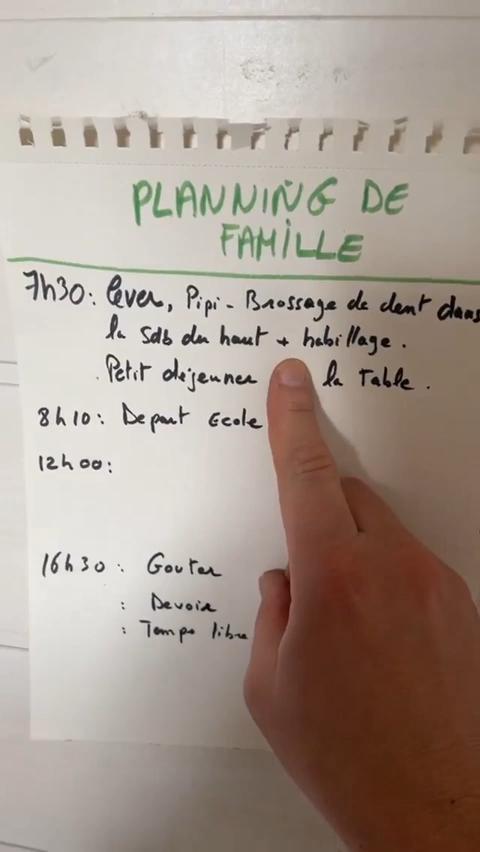 PLANNING DE
FAMILLE
7h30: lever, Pipi - Brossage de dent dans
la Sdb du haut + habillage.
Petit déjeuner la Table.
8h10: Depart Ecole
12h00:
16h30: Gouter
: Devoir
: Temps libre